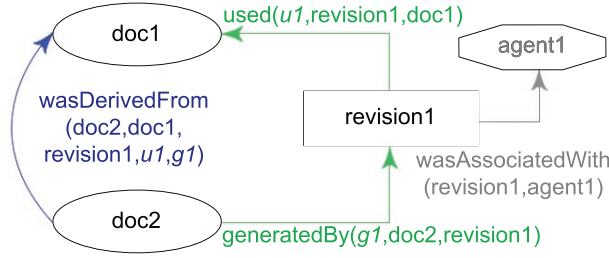 used(u1,revision1,doc1)
doc1
agent1
wasDerivedFrom
(doc2,doc1,
revision1,u1,g1)
revision1
wasAssociatedWith
(revision1,agent1)
doc2
generatedBy(g1,doc2,revision1)